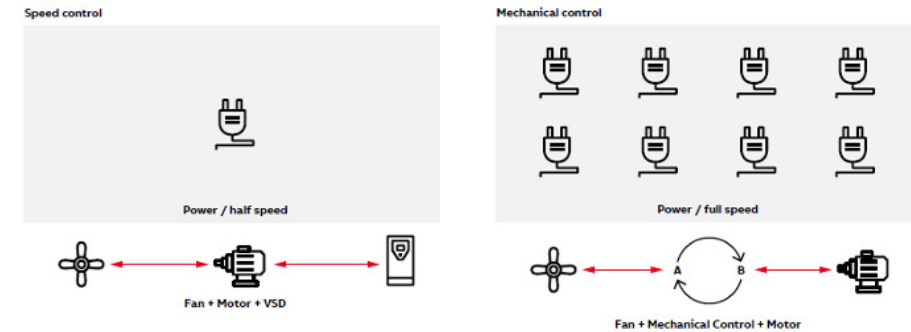 Speed control
Power / half speed
Fan + Motor + VSD
Mechanical control
Power / full speed
A
B
Fan + Mechanical Control + Motor